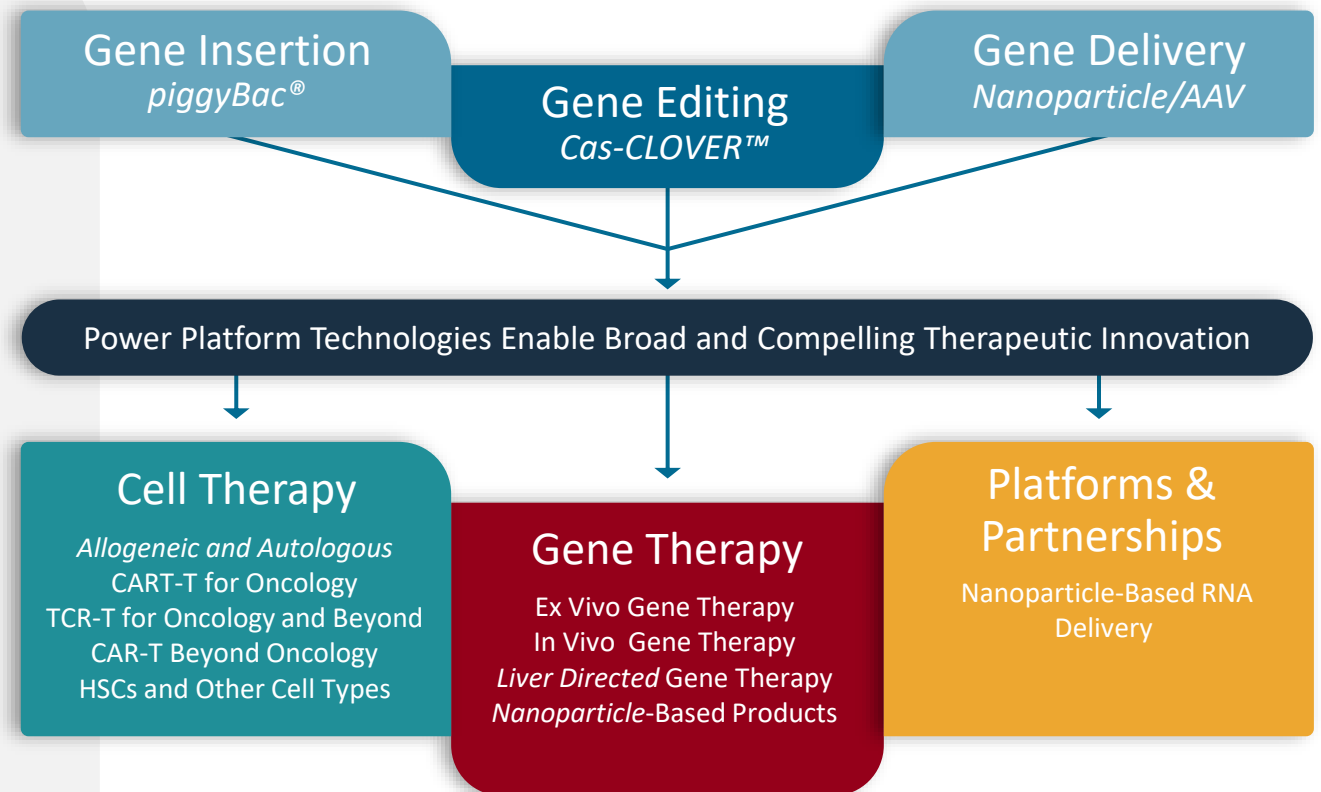 Gene Insertion
piggyBac®
Gene Editing
Cas-CLOVER™
Gene Delivery
Nanoparticle/AAV
Power Platform Technologies Enable Broad and Compelling Therapeutic Innovation
Cell Therapy
Allogeneic and Autologous
CART-T for Oncology
TCR-T for Oncology and Beyond
CAR-T Beyond Oncology
HSCs and Other Cell Types
Gene Therapy
Ex Vivo Gene Therapy
In Vivo Gene Therapy
Liver Directed Gene Therapy
Nanoparticle-Based Products
Platforms &
Partnerships
Nanoparticle-Based RNA
Delivery